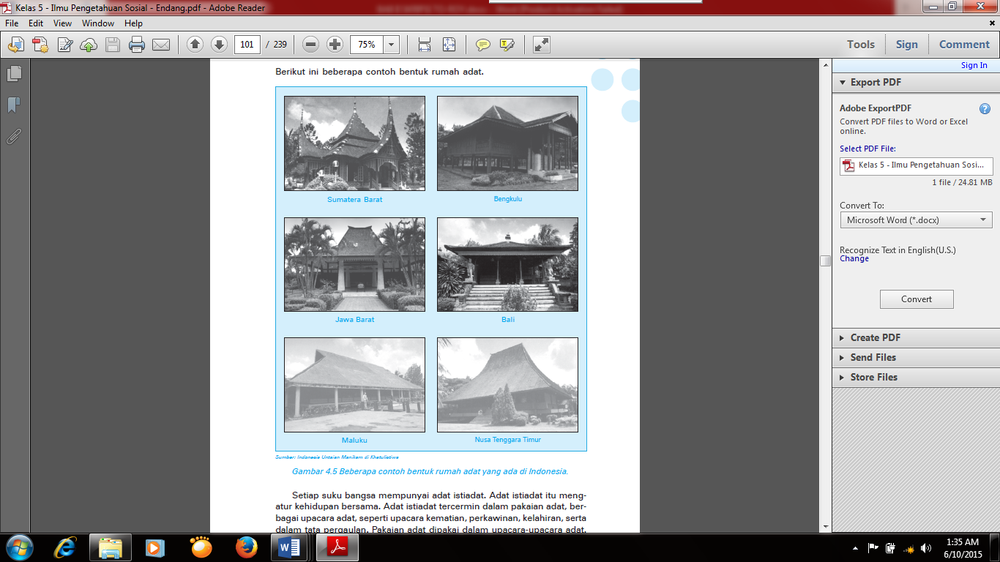 Kelas 5 - Ilmu Pengetahuan Sosial - Endang.pdf - Adobe Reader
File Edit View Window Help
101 / 239 75% Tools Sign Comment
Sign In
Export PDF
Adobe ExportPDF
Convert PDF files to Word or Excel
online.
Select PDF File:
Kelas 5 - Ilmu Pengetahuan Sosi...
1 file / 24.81 MB
Convert To:
Microsoft Word (*.docx)
Recognize Text in English(U.S.)
Change
Convert
Create PDF
Send Files
Store Files
Berikut ini beberapa contoh bentuk rumah adat.
Sumatera Barat
Bengkulu
Jawa Barat
Bali
Maluku
Nusa Tenggara Timur
Sumber: Indonesia Untaian Manikam di Khatulistiwa
Gambar 4.5 Beberapa contoh bentuk rumah adat yang ada di Indonesia.
Setiap suku bangsa mempunyai adat istiadat. Adat istiadat itu meng-
atur kehidupan bersama. Adat istiadat tercermin dalam pakaian adat, ber-
bagai upacara adat, seperti upacara kematian, perkawinan, kelahiran, serta
dalam tata pergaulan. Pakaian adat dipakai dalam upacara-upacara adat.
1:35 AM
6/10/2015